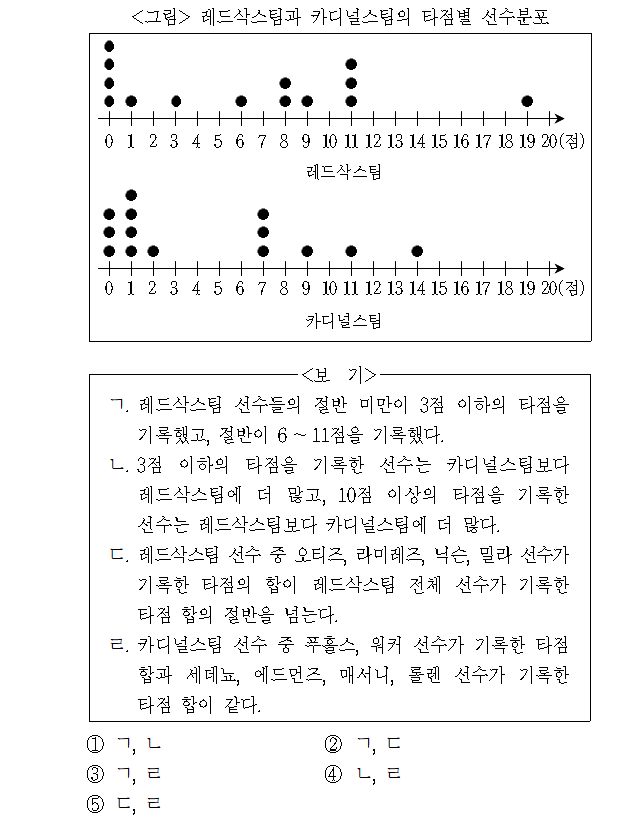 <그림> 레드삭스팀과 카디널스팀의 타점별 선수분포
0 1 2 3 4 5 6 7 8 9 10 11 12 13 14 15 16 17 18 19 20(점)
레드삭스팀
0 1 2 3 4 5 6 7 8 9 10 11 12 13 14 15 16 17 18 19 20(점)
카디널스팀
<보 기>
ㄱ. 레드삭스팀 선수들의 절반 미만이 3점 이하의 타점을
기록했고, 절반이 6 ~ 11점을 기록했다.
ㄴ. 3점 이하의 타점을 기록한 선수는 카디널스팀보다
레드삭스팀에 더 많고, 10점 이상의 타점을 기록한
선수는 레드삭스팀보다 카디널스팀에 더 많다.
ㄷ. 레드삭스팀 선수 중 오티즈, 라미레즈, 닉슨, 밀라 선수가
기록한 타점의 합이 레드삭스팀 전체 선수가 기록한
타점 합의 절반을 넘는다.
ㄹ. 카디널스팀 선수 중 푸홀스, 워커 선수가 기록한 타점
합과 세데뇨, 에드먼즈, 매서니, 롤렌 선수가 기록한
타점 합이 같다.
① ㄱ, ㄴ
② ㄱ, ㄷ
③ ㄱ, ㄹ
④ ㄴ, ㄹ
⑤ ㄷ, ㄹ